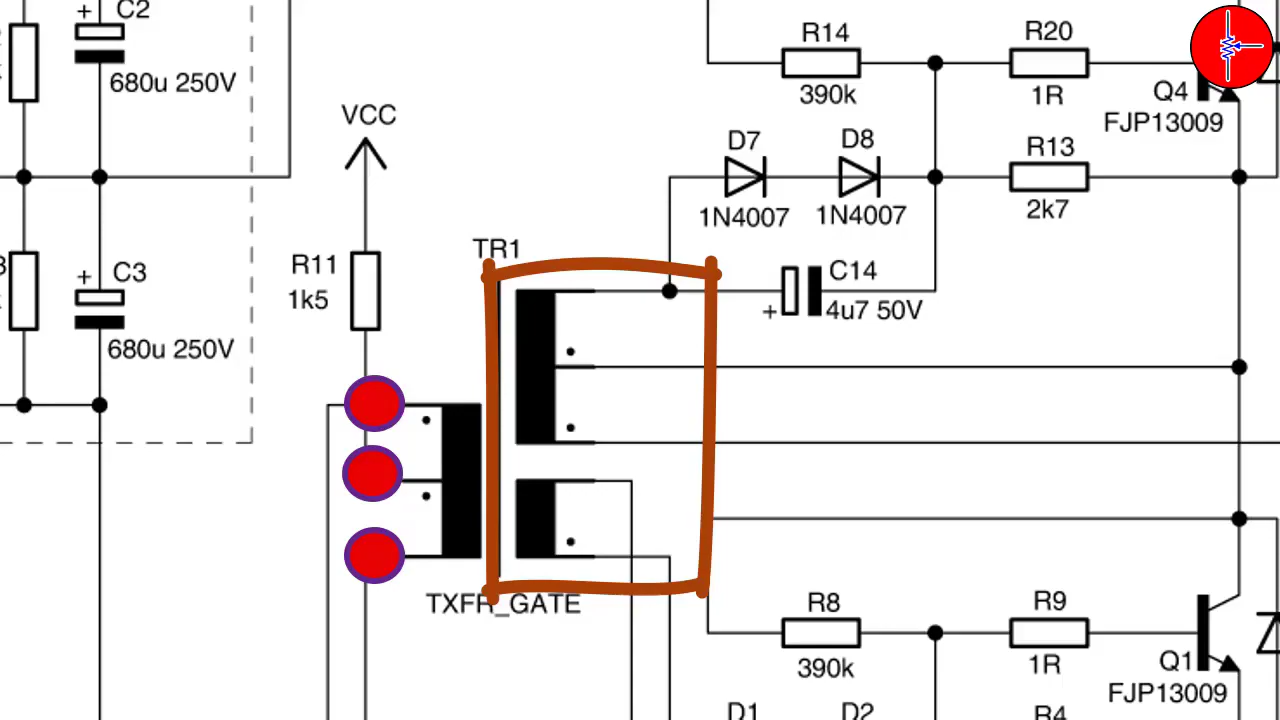 + C2
680u 250V
R14
390k
R20
1R
Q4
FJP13009
VCC
D7
1N4007
D8
1N4007
R13
2k7
TR1
R11
1k5
+ C3
680u 250V
C14
+ 4u7 50V
TXFR_GATE
R8
390k
R9
1R
Q1
FJP13009
D1
D2
R4